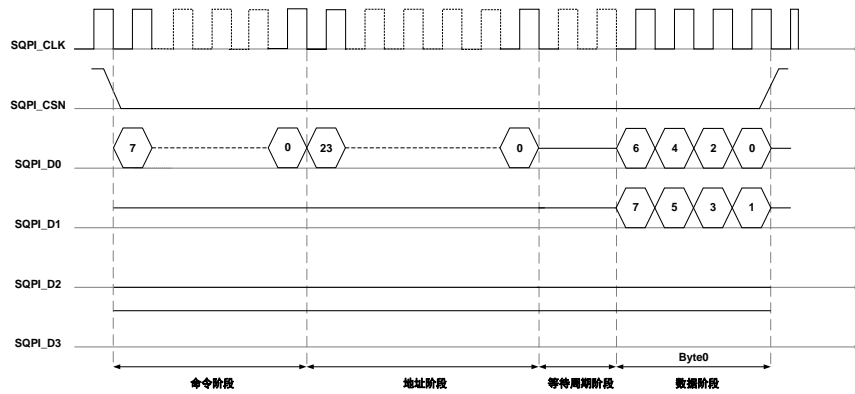 SQPI_CLK
SQPI_CSN
SQPI_D0
7 0 23 0 6 4 2 0
SQPI_D1
7 5 3 1
SQPI_D2
SQPI_D3
Byte0
命令阶段 地址阶段 等待周期阶段 数据阶段